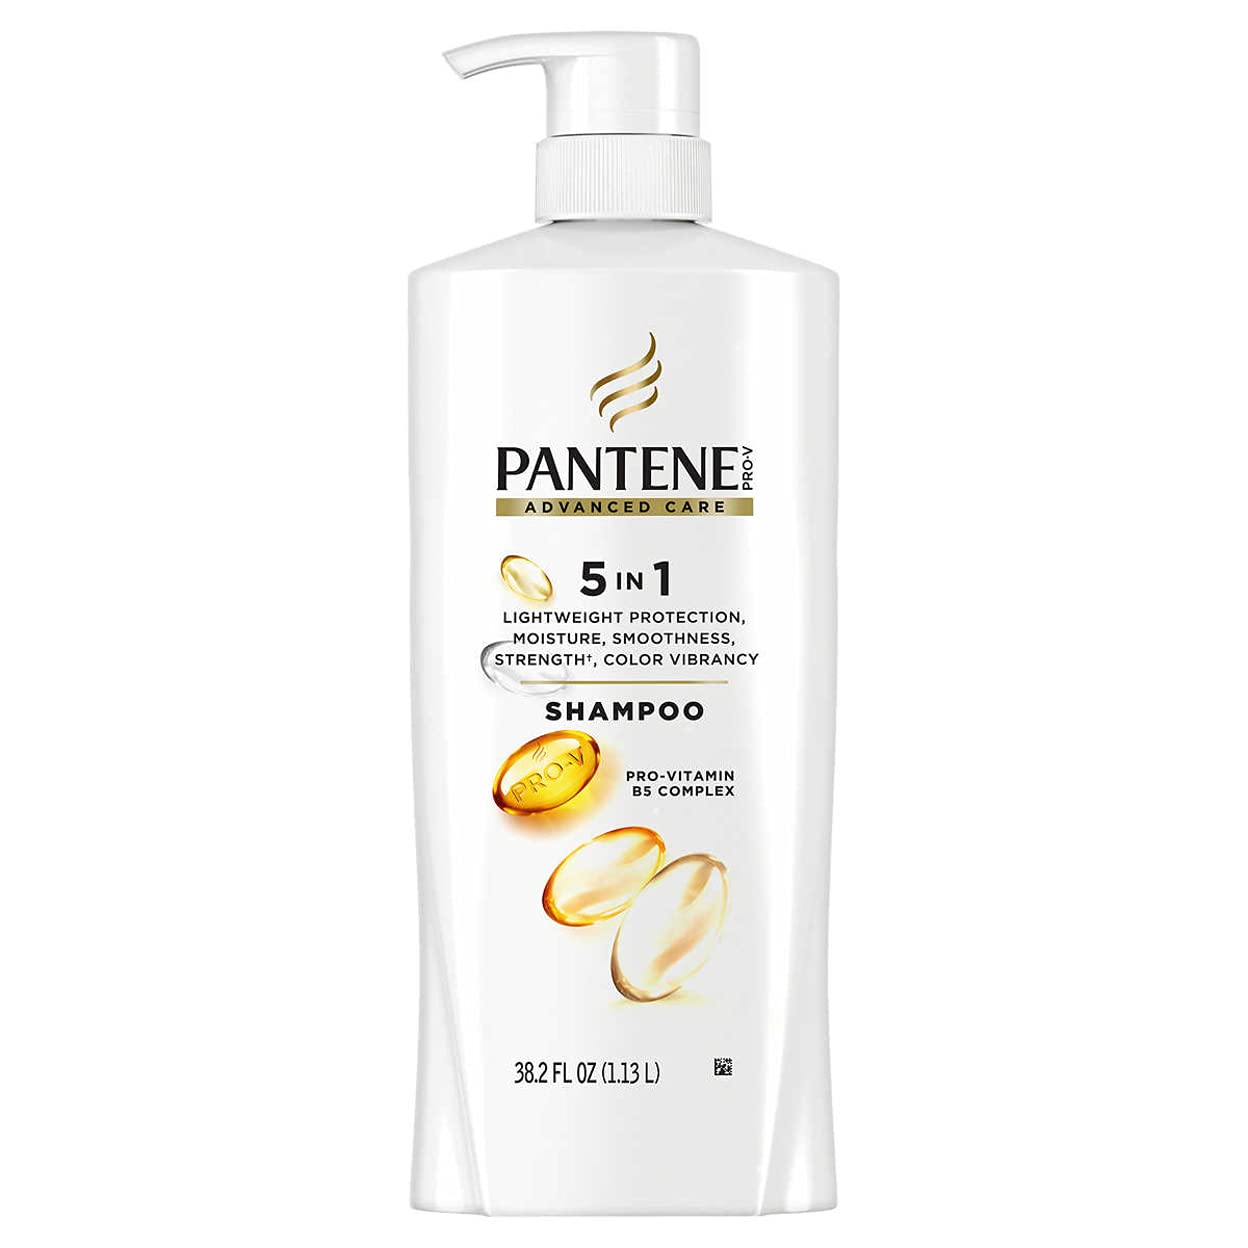 PANTENE PRO-V
ADVANCED CARE
5 IN 1
LIGHTWEIGHT PROTECTION,
MOISTURE, SMOOTHNESS,
STRENGTH†, COLOR VIBRANCY
SHAMPOO
PRO-V
PRO-VITAMIN
B5 COMPLEX
38.2 FL OZ (1.13 L)